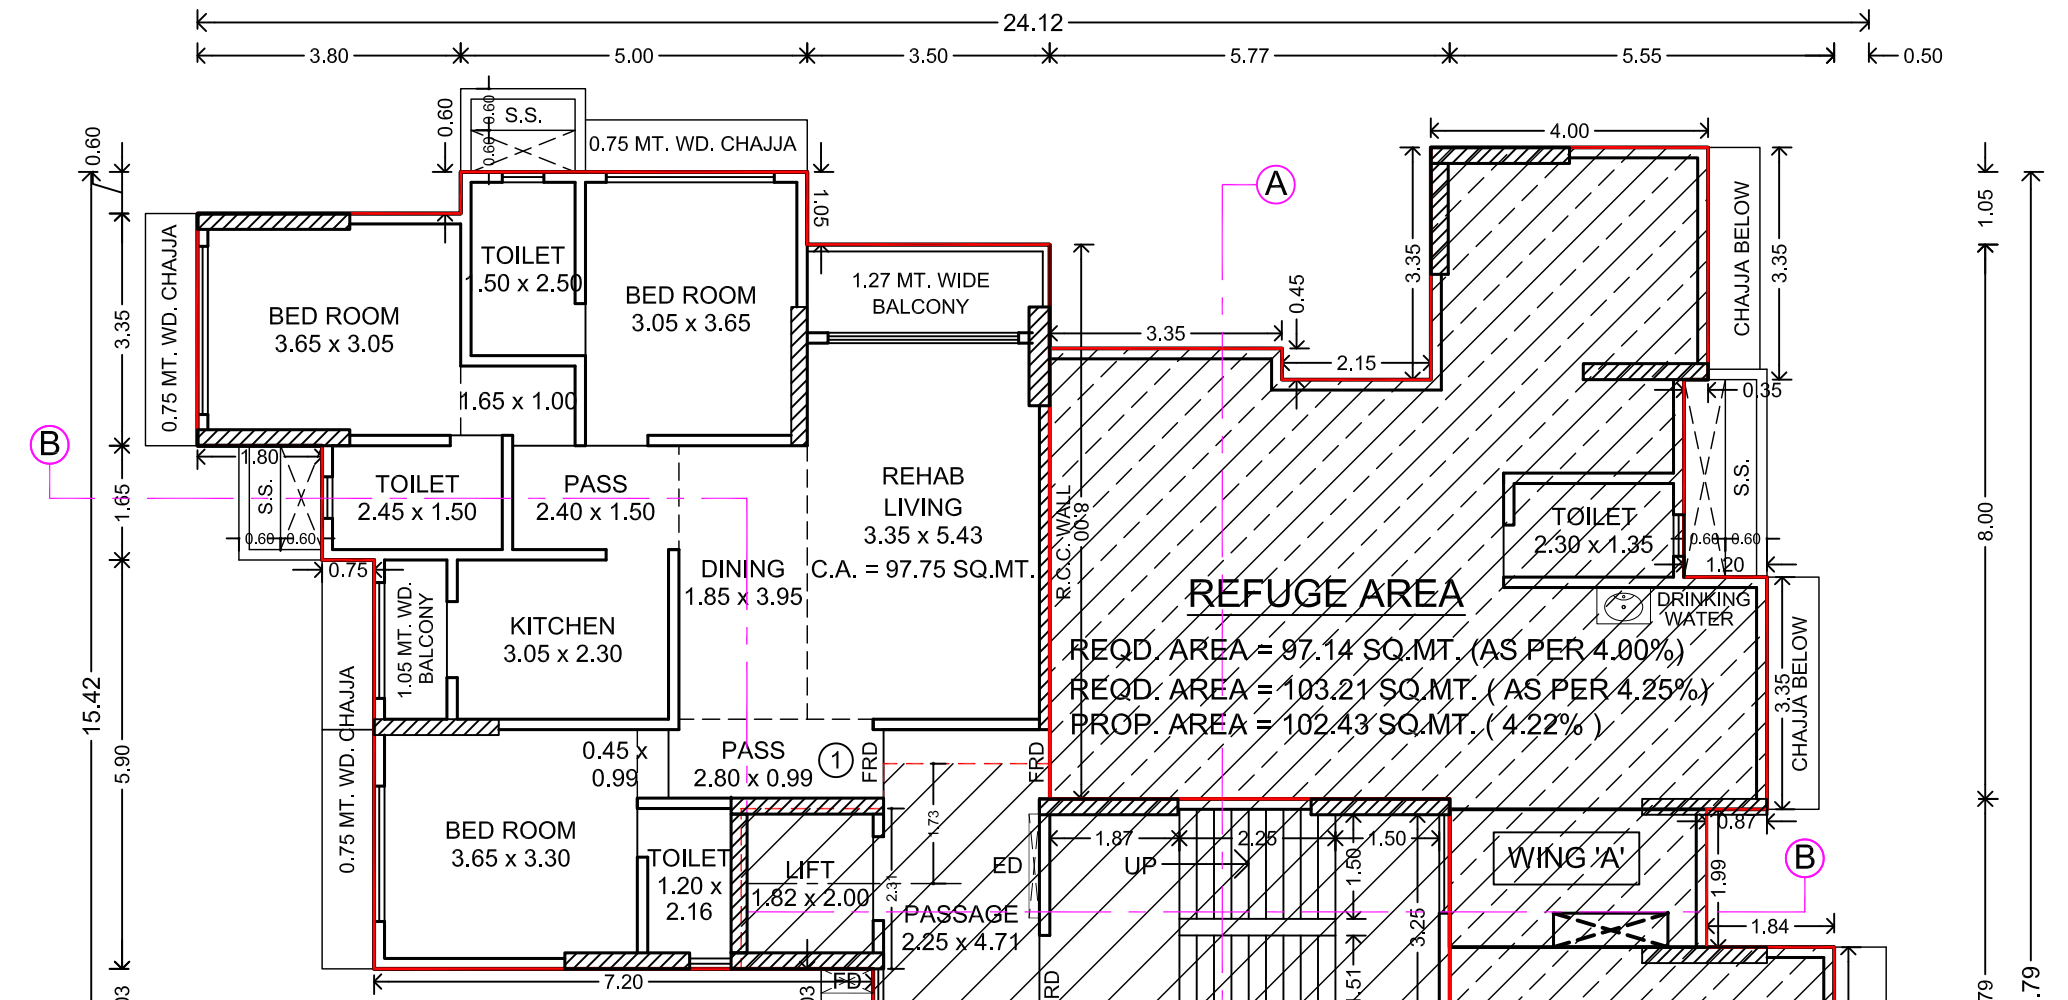 24.12
3.80
5.00
3.50
5.77
5.55
0.50
0.60
0.60
0.60
0.60
S.S.
0.75 MT. WD. CHAJJA
4.00
A
1.05
1.05
3.35
0.75 MT. WD. CHAJJA
TOILET
1.50 x 2.50
BED ROOM
3.65 x 3.05
BED ROOM
3.05 x 3.65
1.27 MT. WIDE
BALCONY
0.45
3.35
3.35
CHAJJA BELOW
3.35
2.15
0.35
1.65 x 1.00
B
1.80
1.65
S.S.
0.60
0.60
TOILET
2.45 x 1.50
PASS
2.40 x 1.50
REHAB
LIVING
3.35 x 5.43
C.A. = 97.75 SQ.MT.
R.C.C. WALL
8.00
8.00
TOILET
2.30 x 1.35
S.S.
0.60
0.60
1.20
0.75
DINING
1.85 x 3.95
1.05 MT. WD.
BALCONY
KITCHEN
3.05 x 2.30
REFUGE AREA
DRINKING
WATER
REQD. AREA = 97.14 SQ.MT. (AS PER 4.00%)
REQD. AREA = 103.21 SQ.MT. ( AS PER 4.25%)
PROP. AREA = 102.43 SQ.MT. ( 4.22% )
3.35
CHAJJA BELOW
15.42
5.90
0.75 MT. WD. CHAJJA
0.45 x
0.99
PASS
2.80 x 0.99
1
FRD
FRD
BED ROOM
3.65 x 3.30
TOILET
1.20 x
2.16
LIFT
1.82 x 2.00
1.73
2.31
ED
PASSAGE
2.25 x 4.71
1.87
2.25
1.50
UP
1.50
3.25
WING 'A'
0.87
1.99
B
1.84
7.20
FD